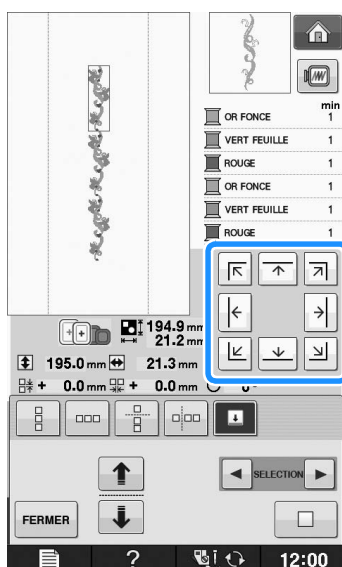 min
OR FONCE 1
VERT FEUILLE 1
ROUGE 1
OR FONCE 1
VERT FEUILLE 1
ROUGE 1
194.9 mm
21.2 mm
195.0 mm 21.3 mm
+ 0.0 mm + 0.0 mm
SELECTION
FERMER
? 12:00